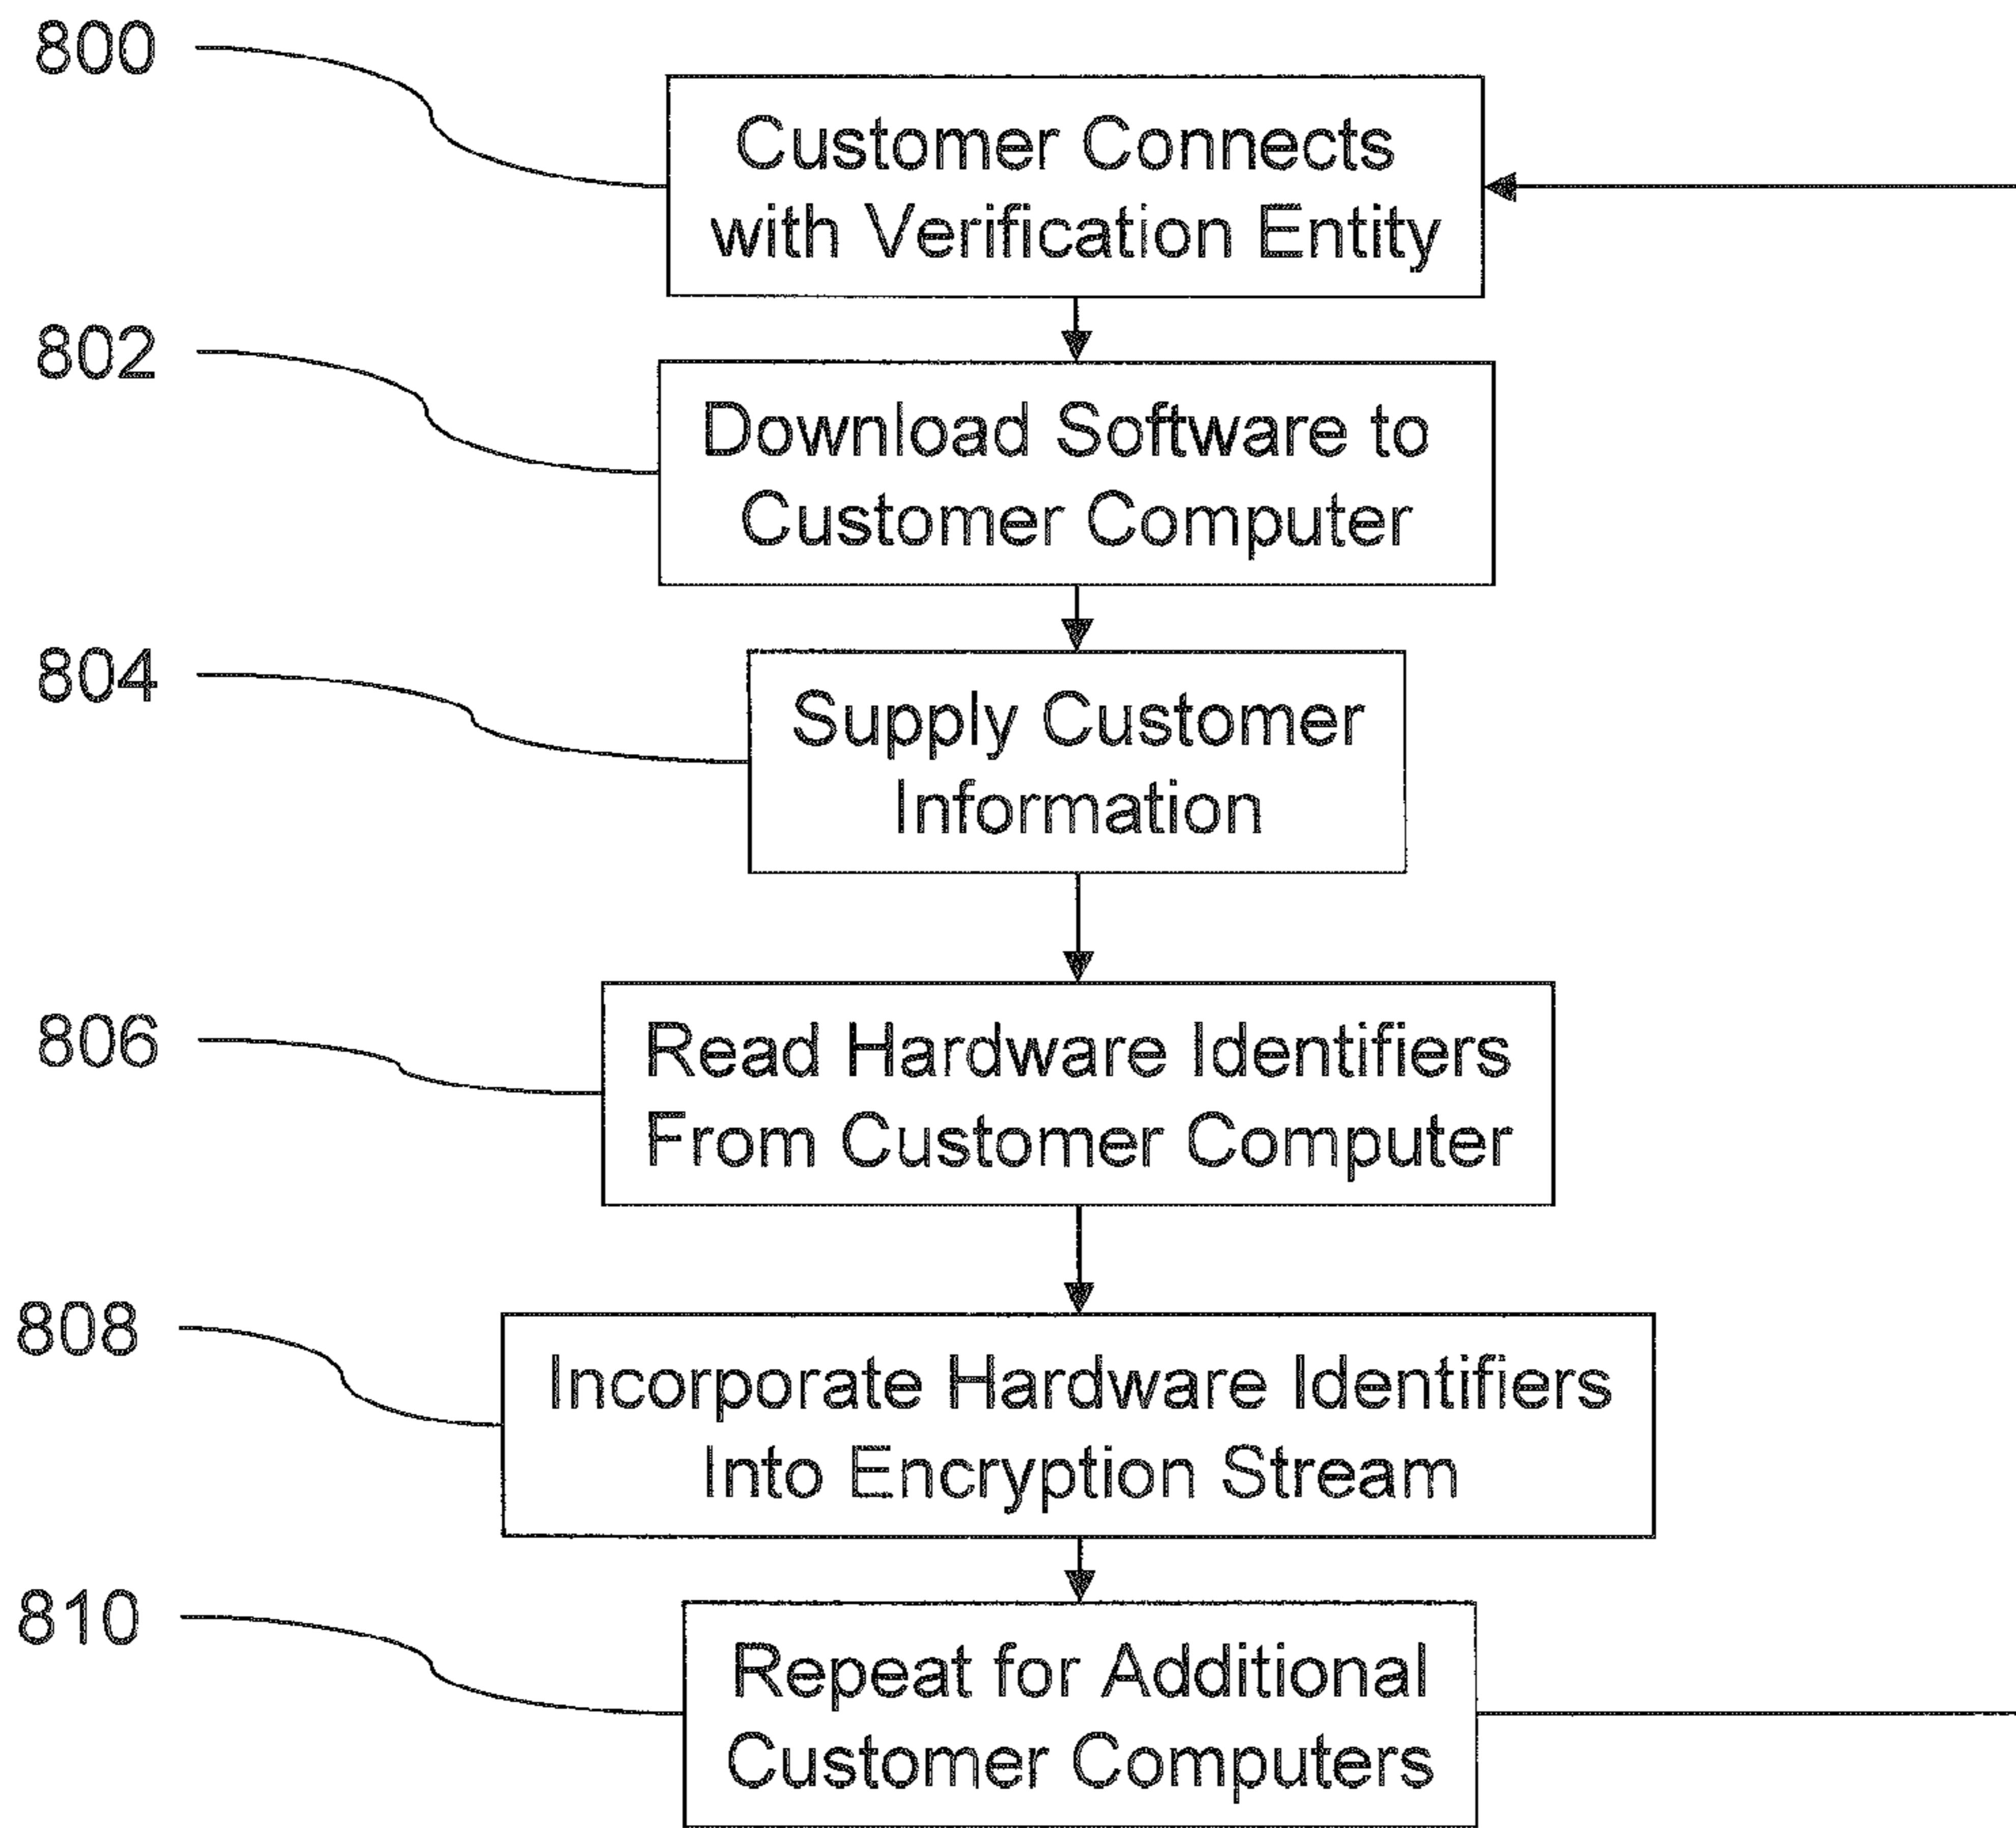 800
Customer Connects
with Verification Entity
802
Download Software to
Customer Computer
804
Supply Customer
Information
806
Read Hardware Identifiers
From Customer Computer
808
Incorporate Hardware Identifiers
Into Encryption Stream
810
Repeat for Additional
Customer Computers